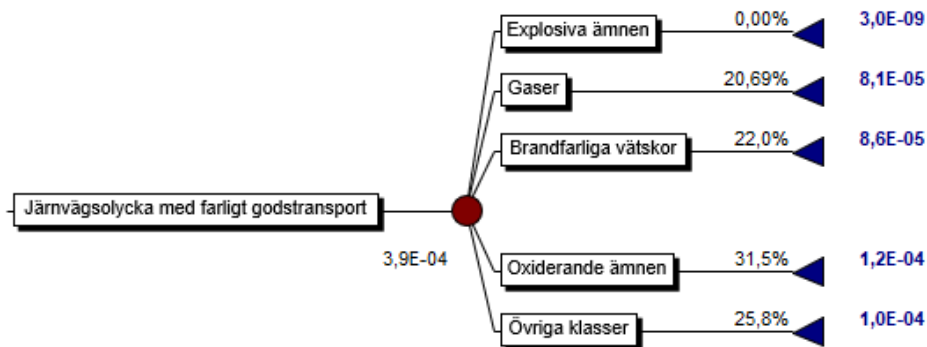 Explosiva ämnen 0,00% 3,0E-09
Gaser 20,69% 8,1E-05
Brandfarliga vätskor 22,0% 8,6E-05
Järnvägsolycka med farligt godstransport
3,9E-04
Oxiderande ämnen 31,5% 1,2E-04
Övriga klasser 25,8% 1,0E-04